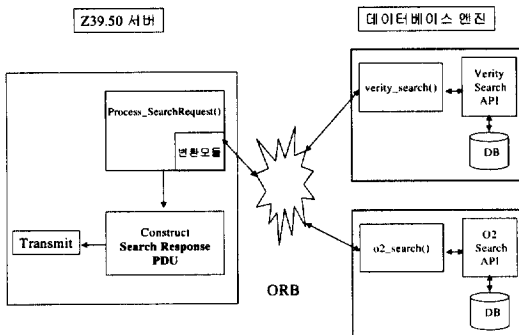 Z39.50 서버
데이터베이스 엔진
Process_SearchRequest()
변환모듈
Construct
Search Response
PDU
Transmit
ORB
verity_search()
Verity
Search
API
DB
o2_search()
O2
Search
API
DB